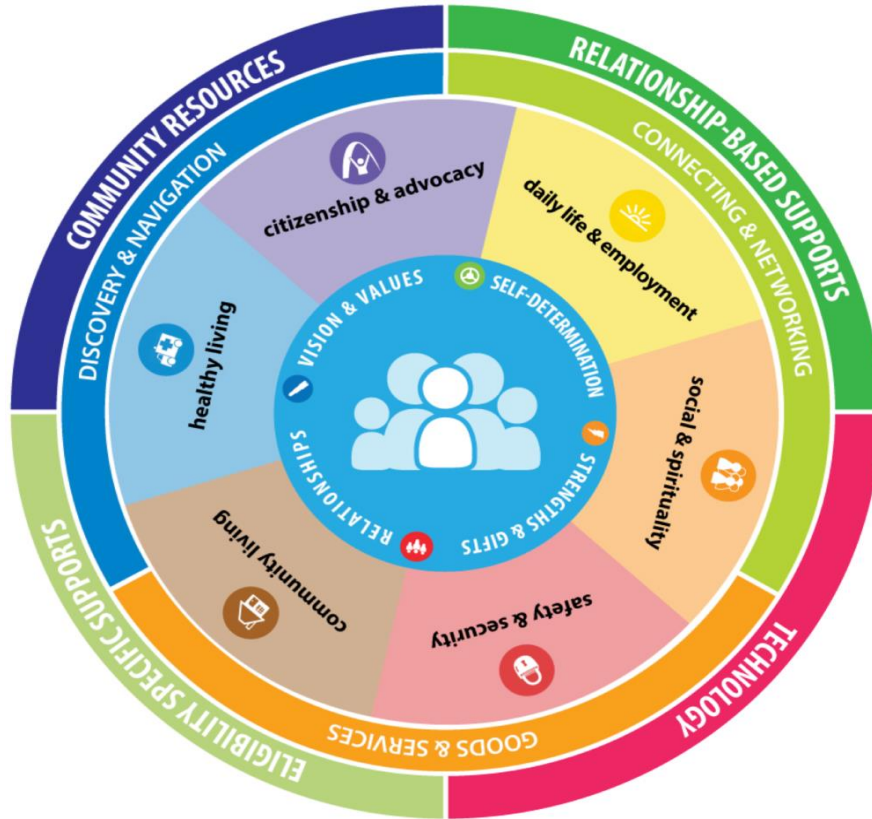 COMMUNITY RESOURCES
RELATIONSHIP-BASED SUPPORTS
TECHNOLOGY
ELIGIBILITY SPECIFIC SUPPORTS
DISCOVERY & NAVIGATION
CONNECTING & NETWORKING
GOODS & SERVICES
citizenship & advocacy
daily life & employment
social & spirituality
safety & security
community living
healthy living
VISION & VALUES
SELF-DETERMINATION
STRENGTHS & GIFTS
RELATIONSHIPS